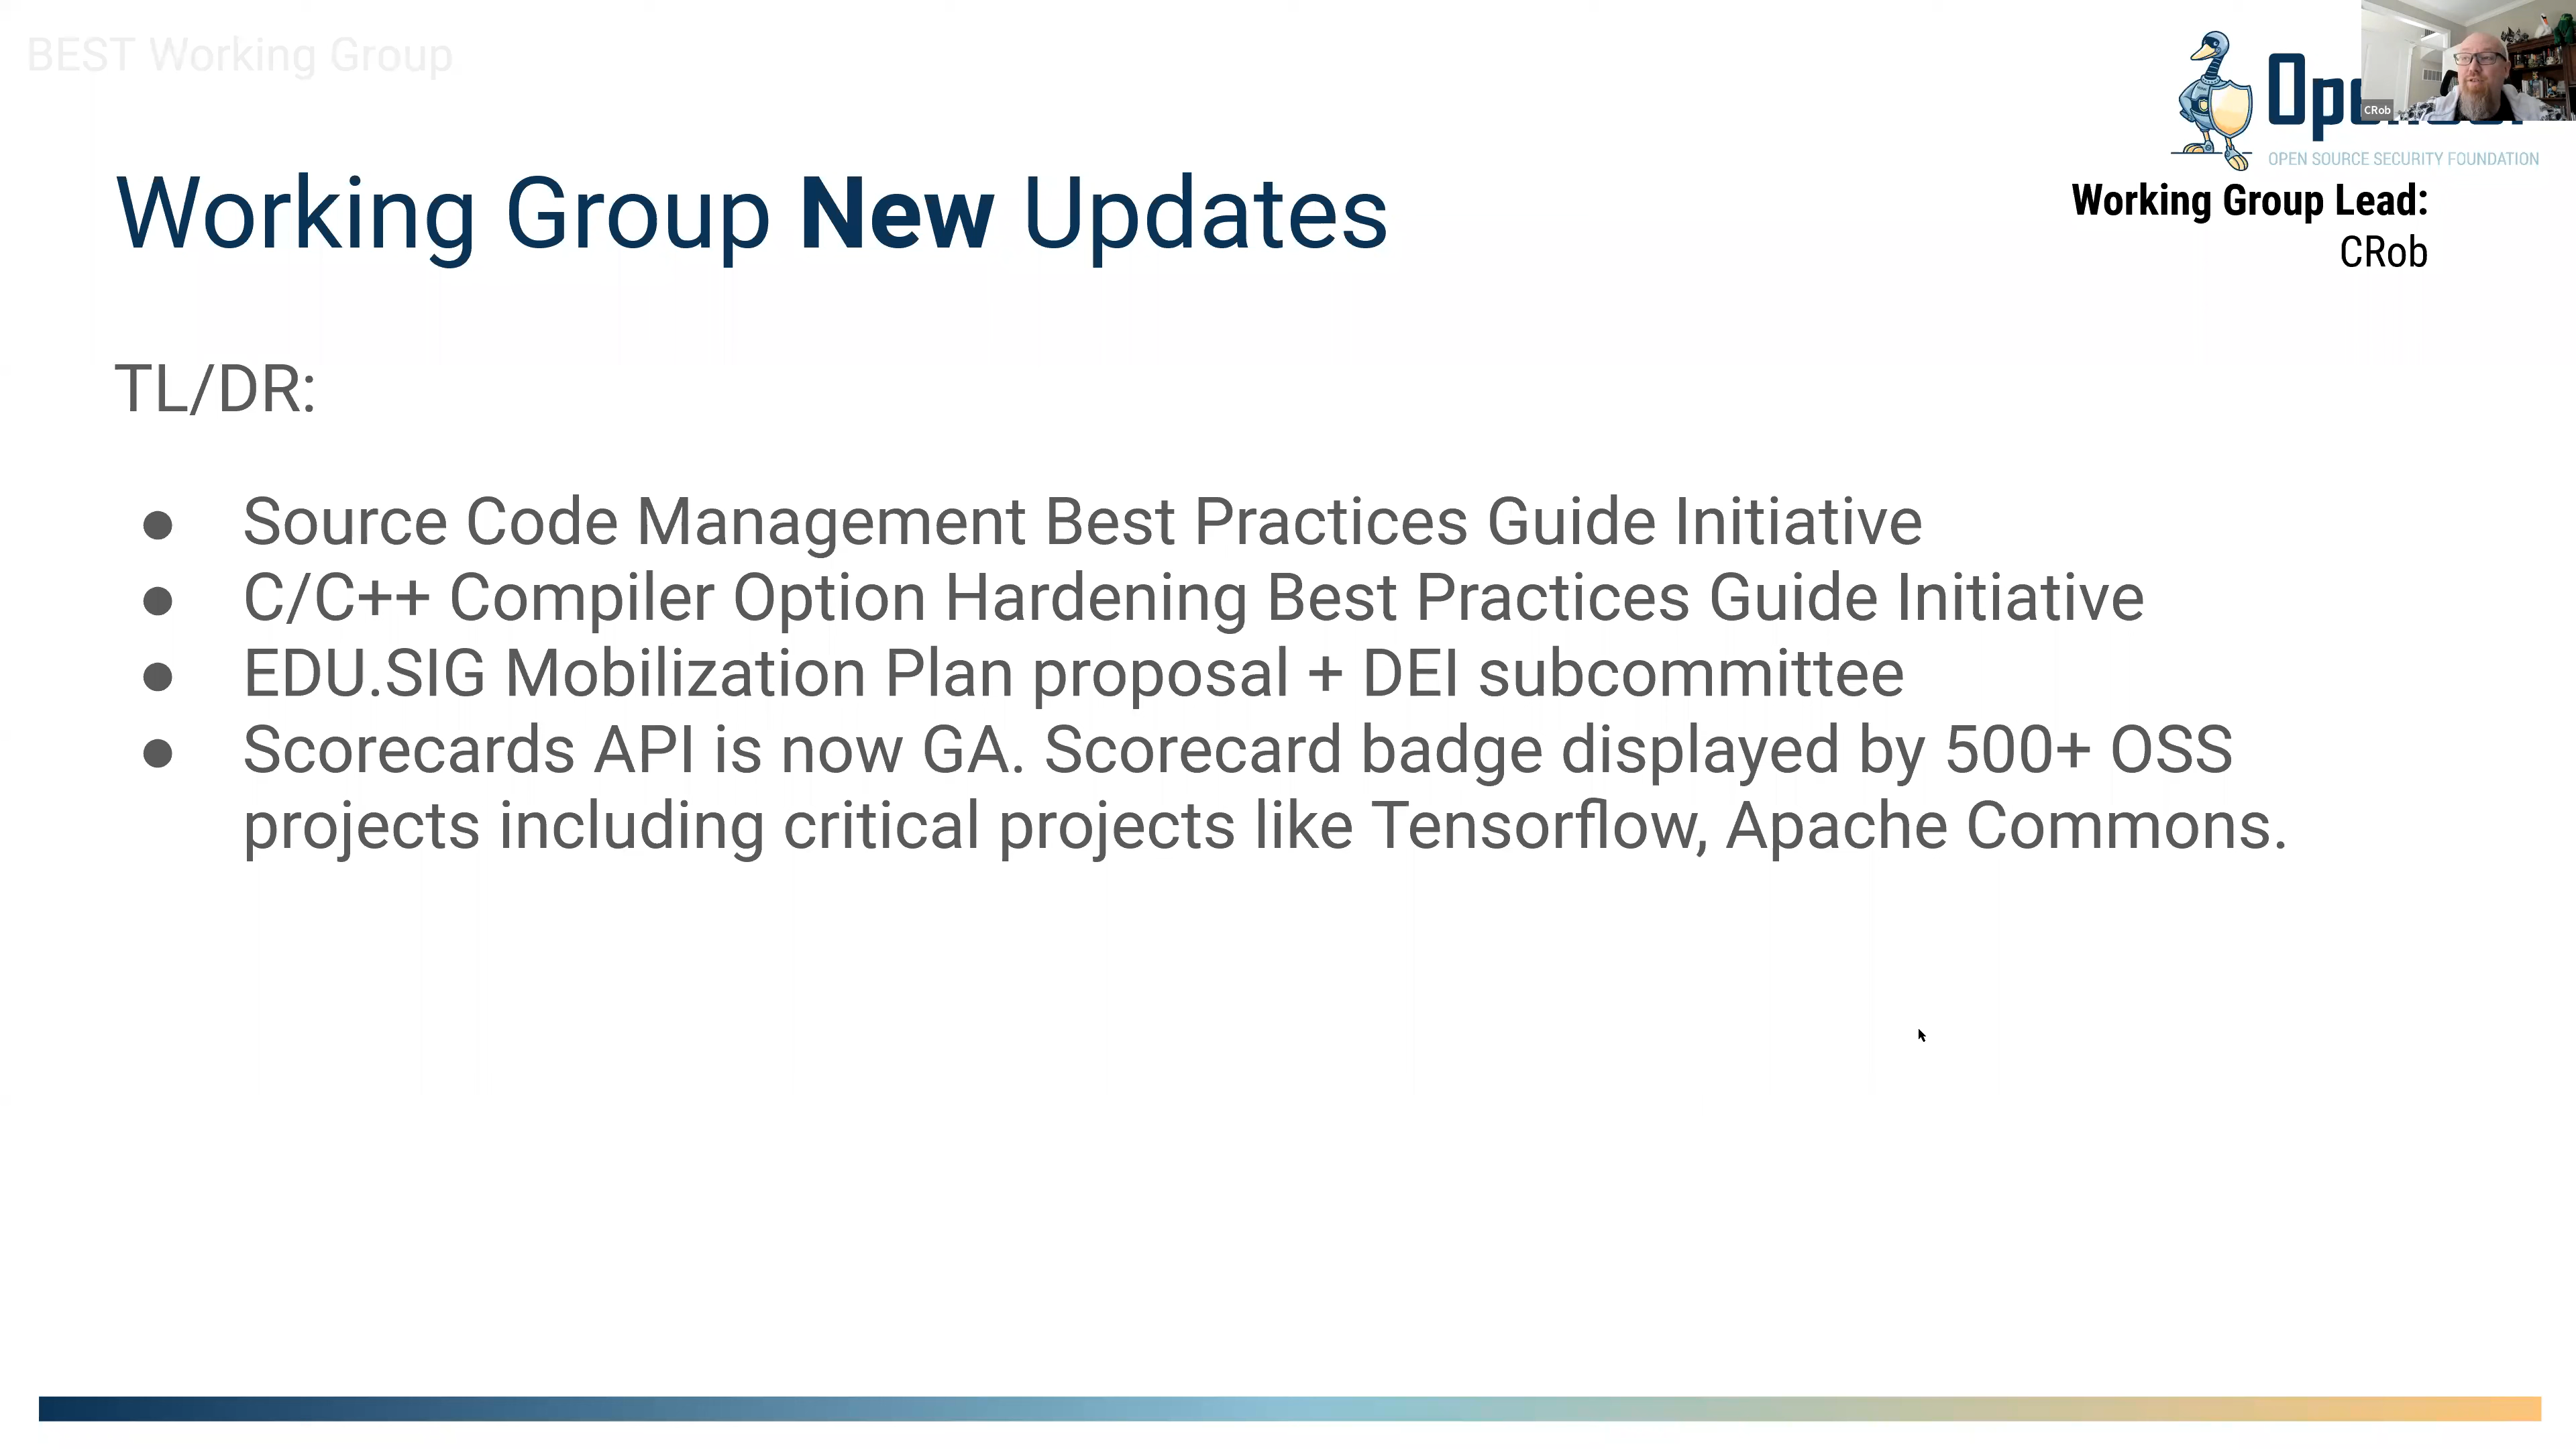 BEST Working Group
CRob
OPEN SOURCE SECURITY FOUNDATION
Working Group New Updates
Working Group Lead:
CRob
TL/DR:
● Source Code Management Best Practices Guide Initiative
● C/C++ Compiler Option Hardening Best Practices Guide Initiative
● EDU.SIG Mobilization Plan proposal + DEI subcommittee
● Scorecards API is now GA. Scorecard badge displayed by 500+ OSS
projects including critical projects like Tensorflow, Apache Commons.